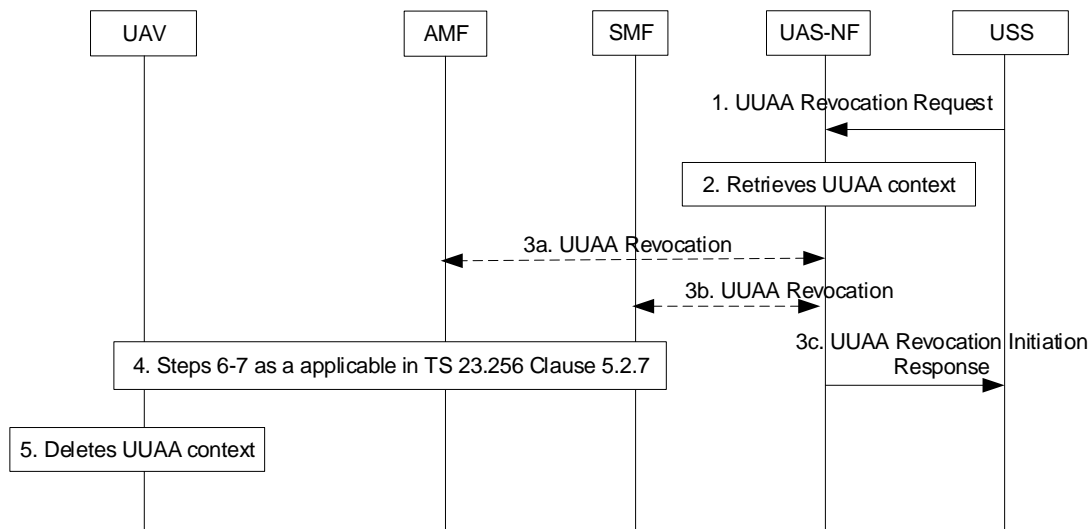 UAV
AMF
SMF
UAS-NF
USS
1. UUAA Revocation Request
2. Retrieves UUAA context
3a. UUAA Revocation
3b. UUAA Revocation
3c. UUAA Revocation Initiation
Response
4. Steps 6-7 as a applicable in TS 23.256 Clause 5.2.7
5. Deletes UUAA context